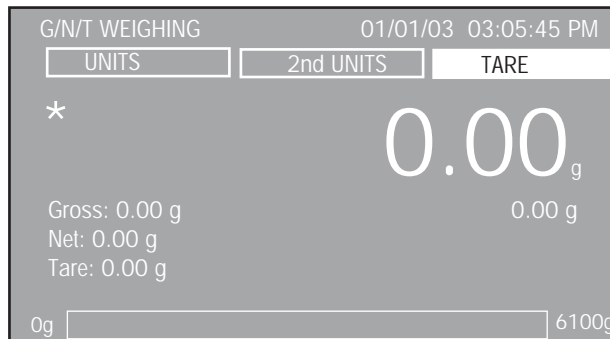 G/N/T WEIGHING 01/01/03 03:05:45 PM
UNITS 2nd UNITS TARE
* 0.00 g
Gross: 0.00 g 0.00 g
Net: 0.00 g
Tare: 0.00 g
0g 6100g